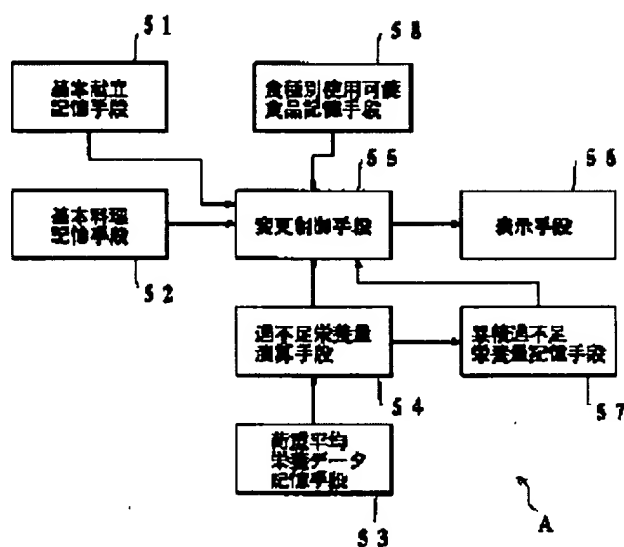 51
58
基本献立
記憶手段
食種別使用可能
食品記憶手段
55
56
基本料理
記憶手段
変更制御手段
表示手段
52
過不足栄養量
演算手段
累積過不足
栄養量記憶手段
54
57
荷重平均
栄養データ
記憶手段
53
A